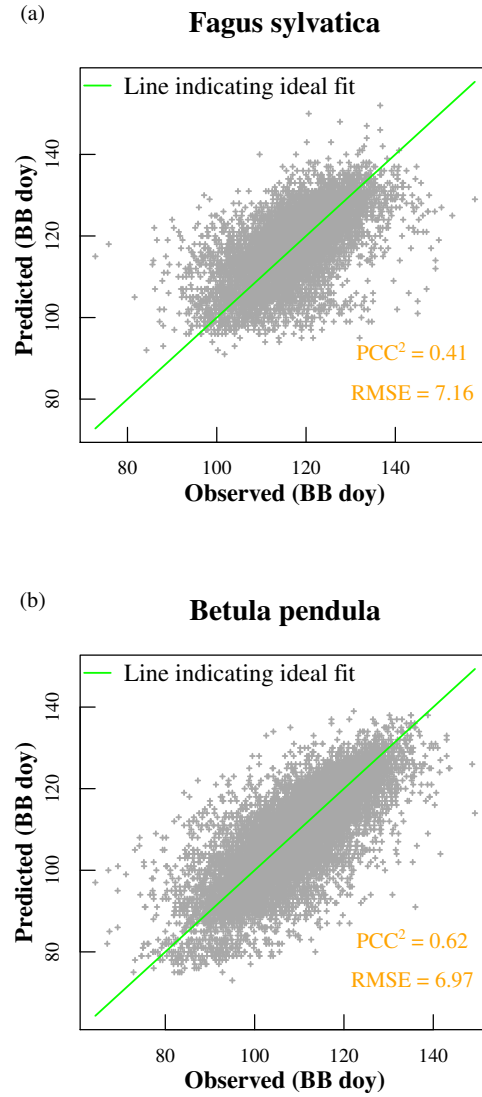 (a)
Fagus sylvatica
Line indicating ideal fit
Predicted (BB doy)
140
120
100
80
PCC² = 0.41
RMSE = 7.16
80 100 120 140
Observed (BB doy)
(b)
Betula pendula
Line indicating ideal fit
Predicted (BB doy)
140
120
100
80
PCC² = 0.62
RMSE = 6.97
80 100 120 140
Observed (BB doy)